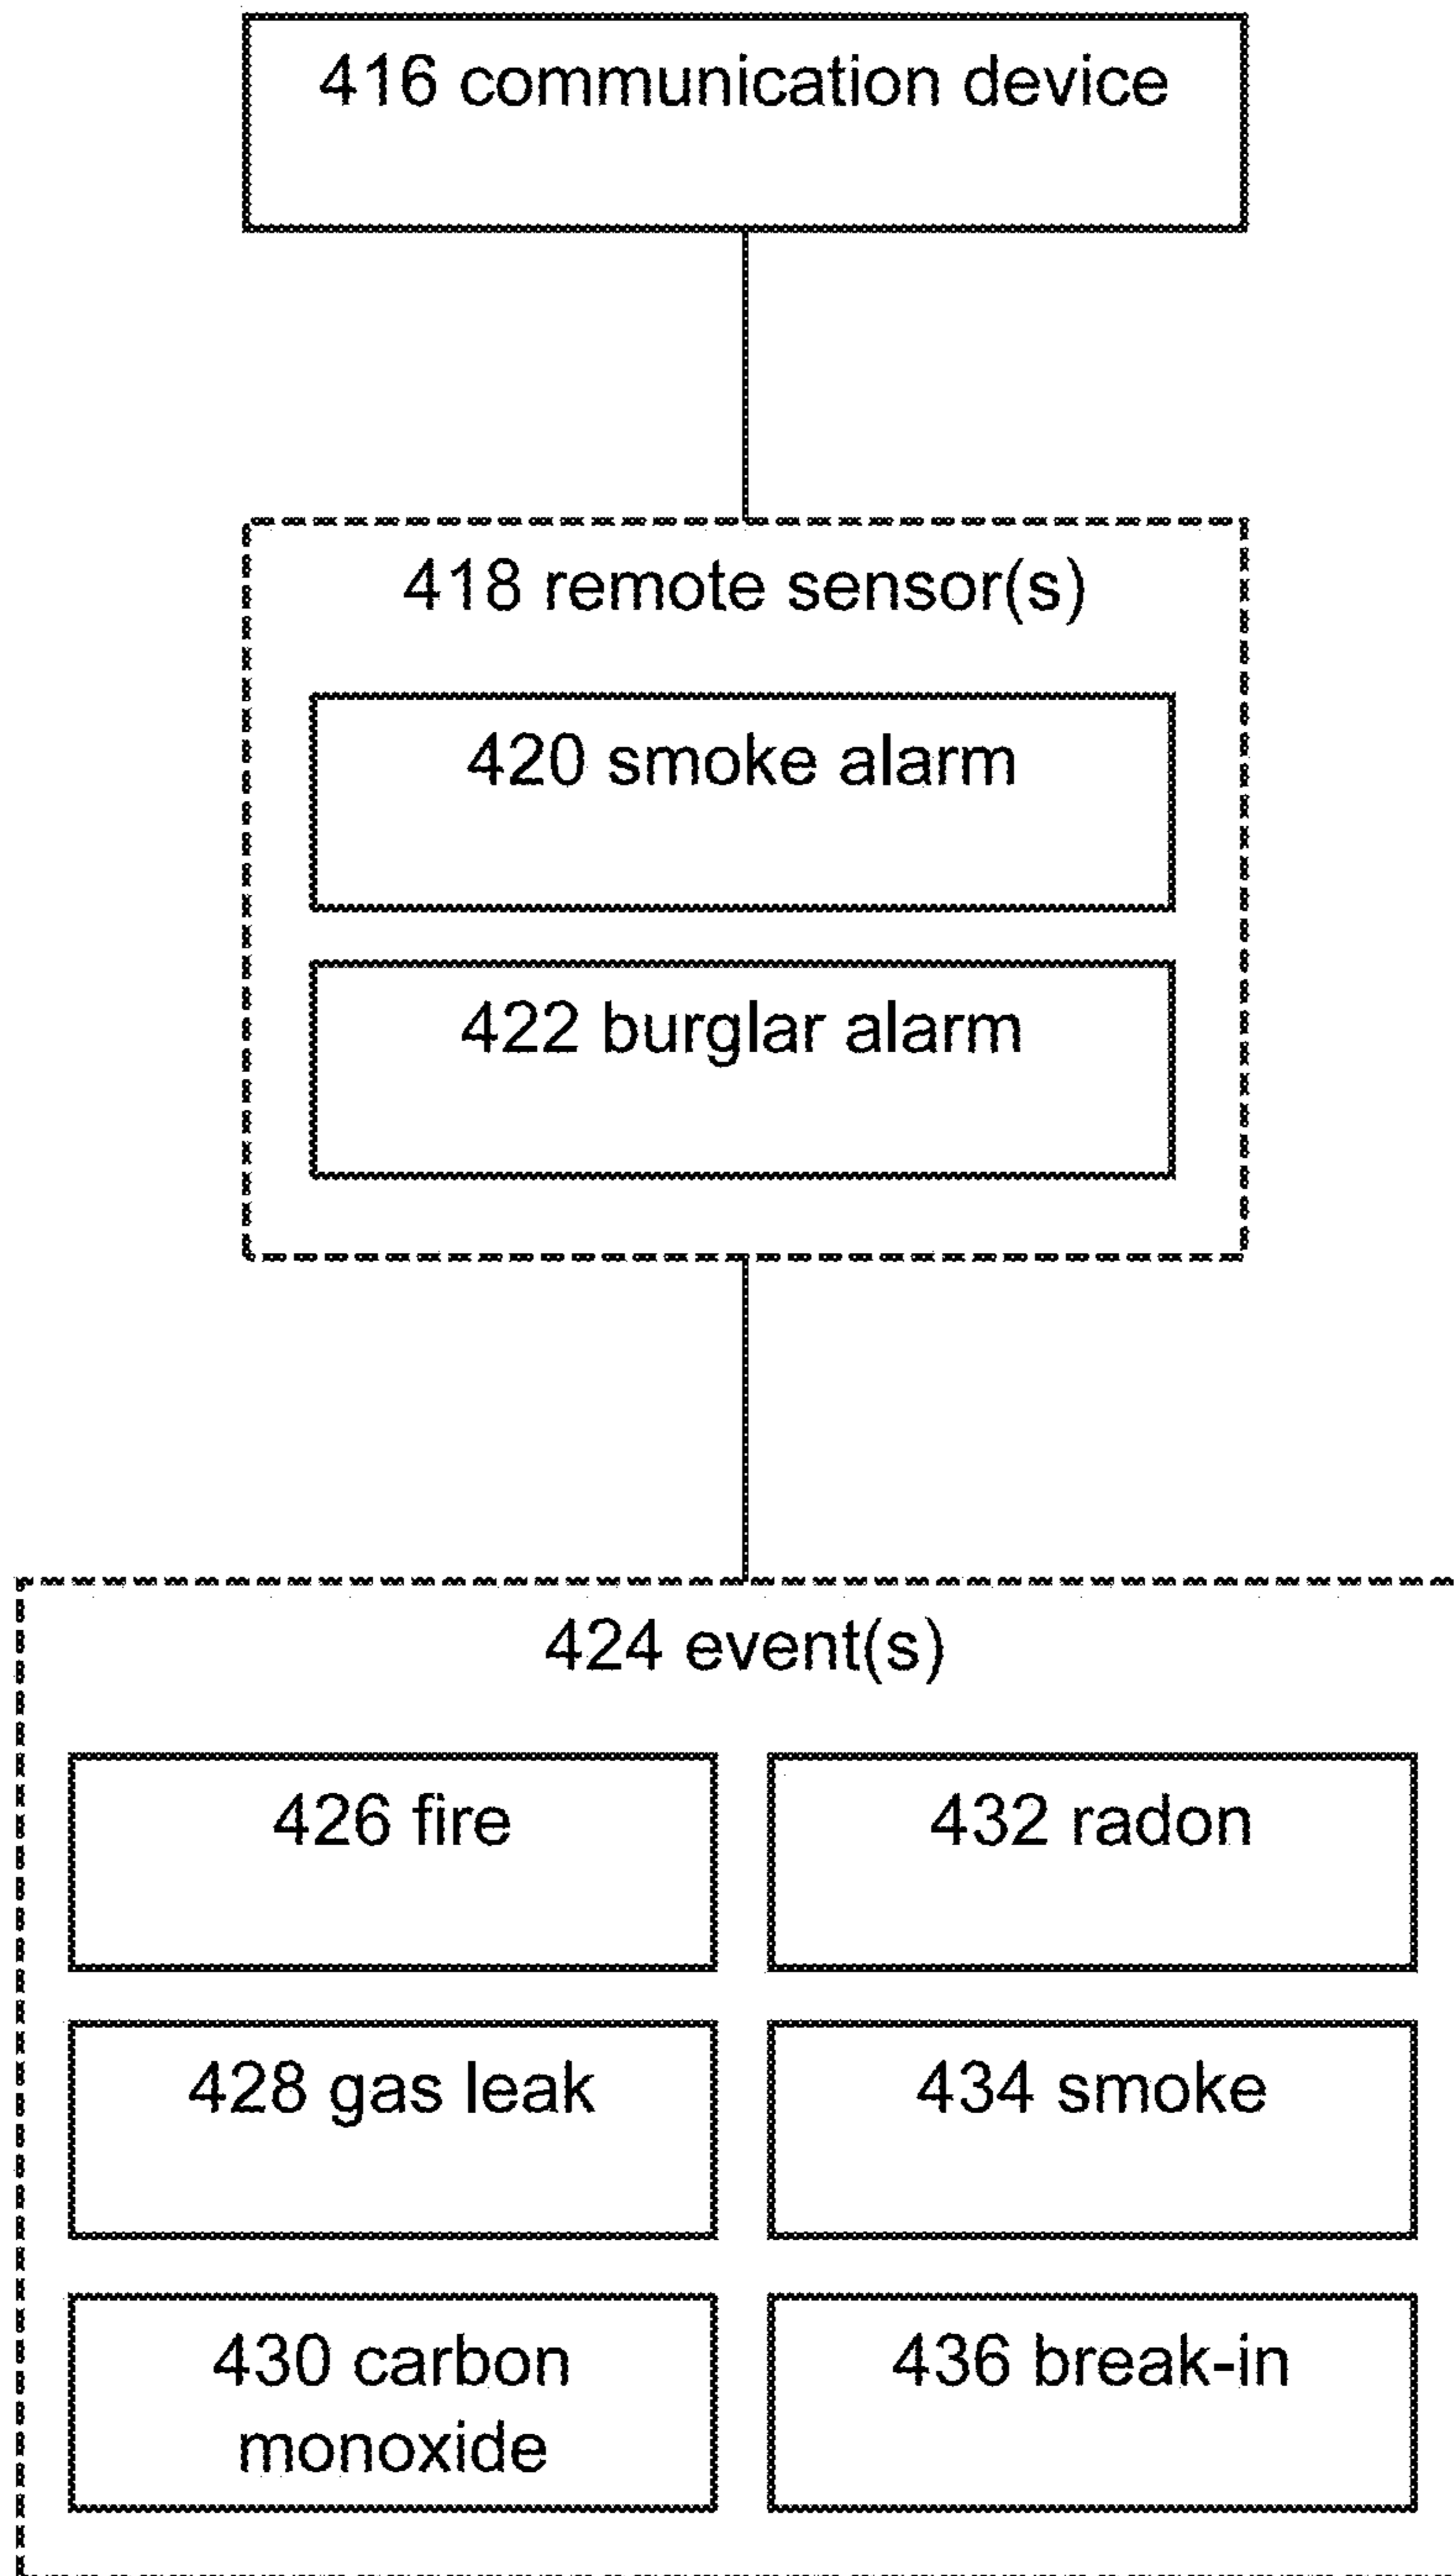 416 communication device
418 remote sensor(s)
420 smoke alarm
422 burglar alarm
424 event(s)
426 fire
432 radon
428 gas leak
434 smoke
430 carbon
monoxide
436 break-in